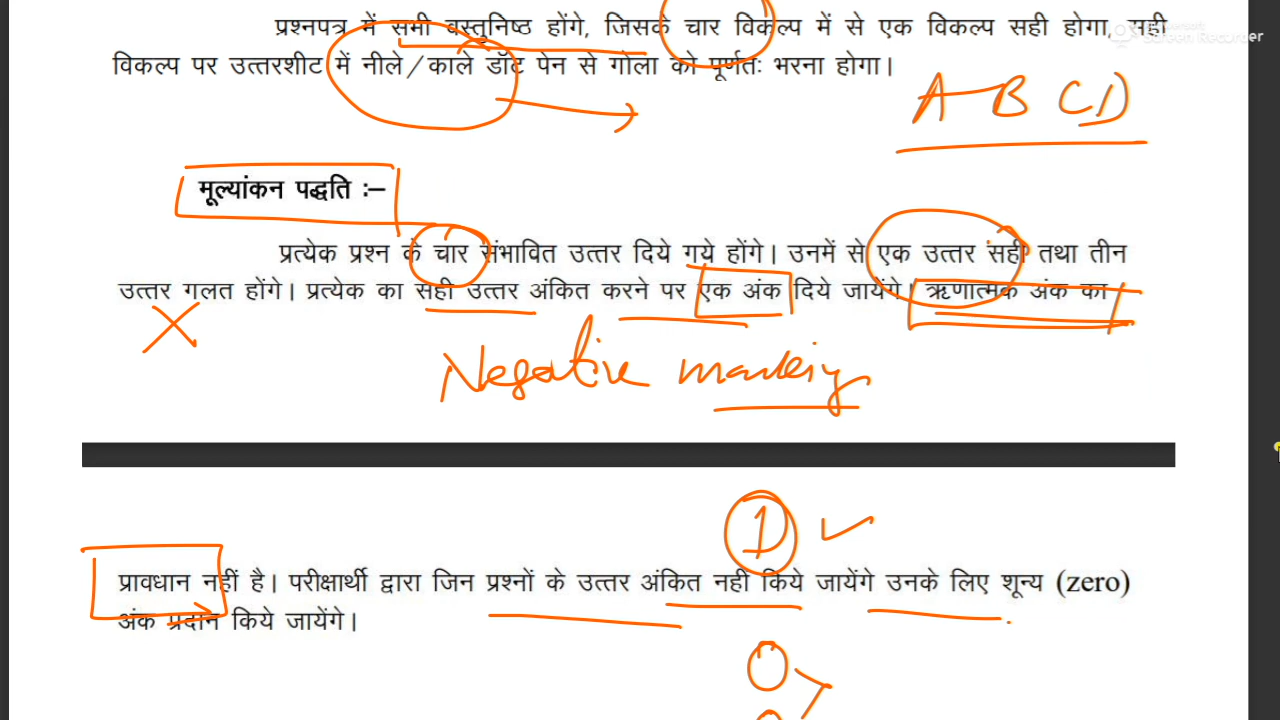 प्रश्नपत्र में सभी वस्तुनिष्ठ होंगे, जिसके चार विकल्प में से एक विकल्प सही होगा, सही
Screen Recorder
विकल्प पर उत्तरशीट में नीले/काले डॉट पेन से गोला को पूर्णतः भरना होगा।
A B C D
मूल्यांकन पद्धति :–
प्रत्येक प्रश्न के चार संभावित उत्तर दिये गये होंगे। उनमें से एक उत्तर सही तथा तीन
उत्तर गलत होंगे। प्रत्येक का सही उत्तर अंकित करने पर एक अंक दिये जायेंगे। ऋणात्मक अंक का
Negative marking
प्रावधान नहीं है। परीक्षार्थी द्वारा जिन प्रश्नों के उत्तर अंकित नहीं किये जायेंगे उनके लिए शून्य (zero)
अंक प्रदान किये जायेंगे।
0